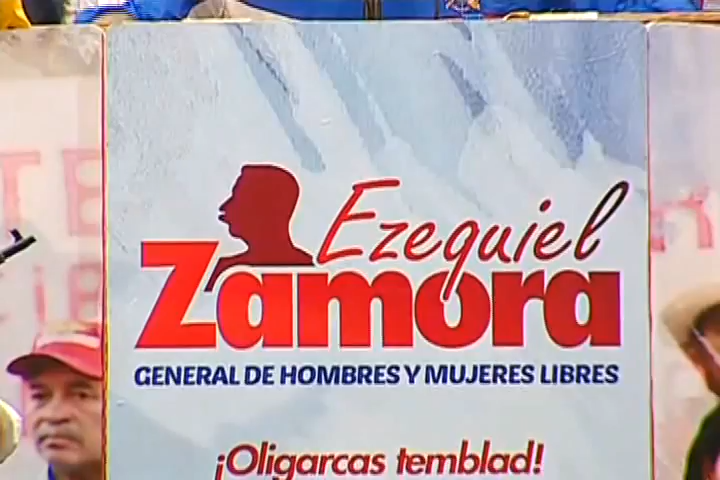 Ezequiel
Zamora
GENERAL DE HOMBRES Y MUJERES LIBRES
¡Oligarcas temblad!